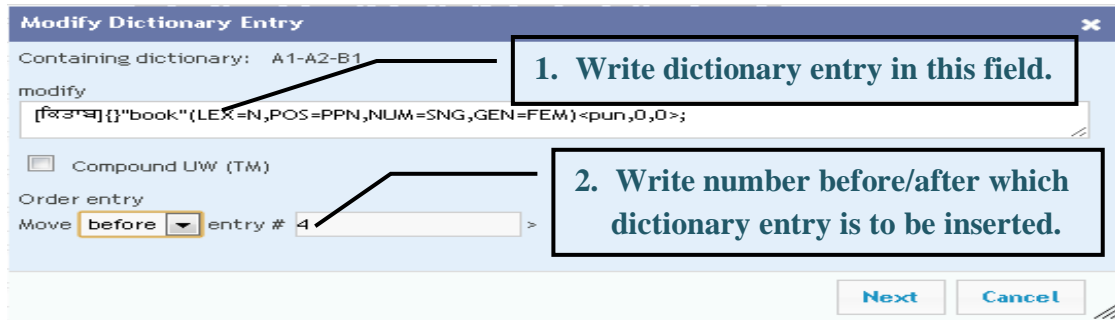 Modify Dictionary Entry
Containing dictionary: A1-A2-B1
1. Write dictionary entry in this field.
modify
[ਕਿਤਾਬ]{}"book"(LEX=N,POS=PPN,NUM=SNG,GEN=FEM)<pun,0,0>;
Compound UW (TM)
2. Write number before/after which
dictionary entry is to be inserted.
Order entry
Move before entry # 4 >
Next Cancel